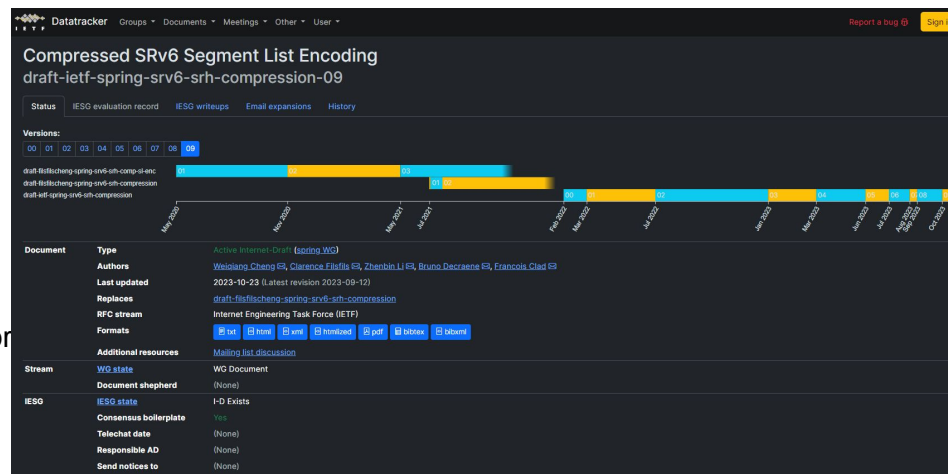 IETF Datatracker Groups Documents Meetings Other User Report a bug Sign i
Compressed SRv6 Segment List Encoding
draft-ietf-spring-srv6-srh-compression-09
Status IESG evaluation record IESG writeups Email expansions History
Versions:
00 01 02 03 04 05 06 07 08 09
draft-filsfilscheng-spring-srv6-srh-comp-sl-enc 01 02 03
draft-filsfilscheng-spring-srv6-srh-compression 01 02
draft-ietf-spring-srv6-srh-compression 00 01 02 03 04 05 06 08
May 2020 Nov 2020 May 2021 Jul 2021 Feb 2022 Mar 2022 Jul 2022 Jan 2023 Mar 2023 Jun 2023 Jul 2023 Aug 2023 Sep 2023 Oct 2023
Document Type Active Internet-Draft (spring WG)
Authors Weiqiang Cheng, Clarence Filsfils, Zhenbin Li, Bruno Decraene, Francois Clad
Last updated 2023-10-23 (Latest revision 2023-09-12)
Replaces draft-filsfilscheng-spring-srv6-srh-compression
RFC stream Internet Engineering Task Force (IETF)
or
Formats txt html xml htmlized pdf bibtex bibxml
Additional resources Mailing list discussion
Stream WG state WG Document
Document shepherd (None)
IESG IESG state I-D Exists
Consensus boilerplate Yes
Telechat date (None)
Responsible AD (None)
Send notices to (None)